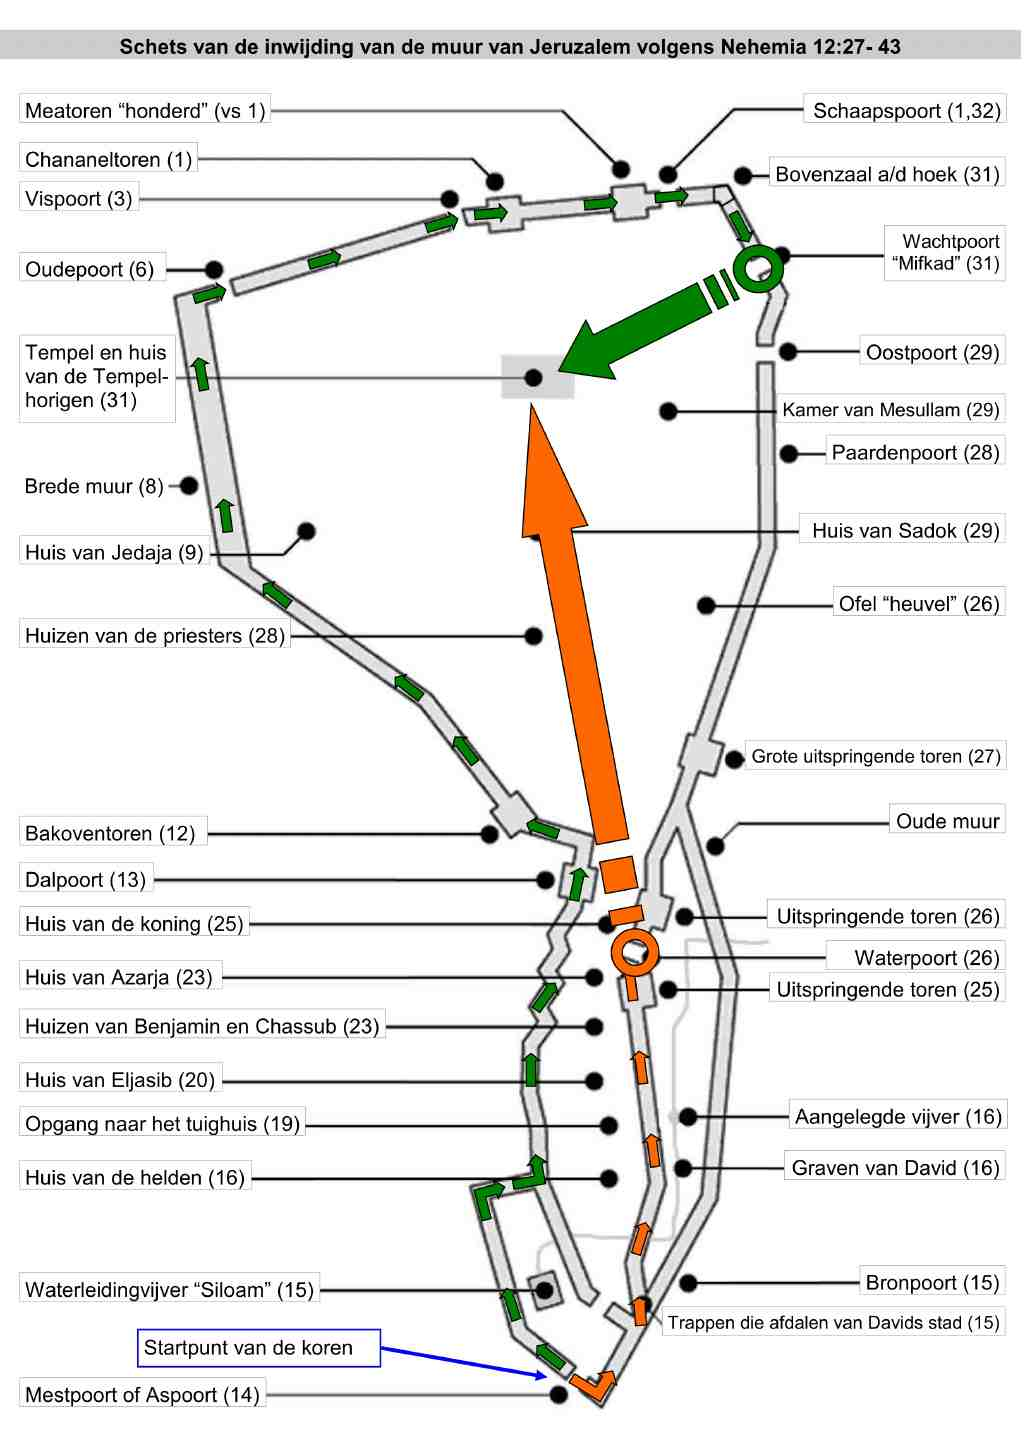 Schets van de inwijding van de muur van Jeruzalem volgens Nehemia 12:27- 43
Meatoren “honderd” (vs 1)
Schaapspoort (1,32)
Chananeltoren (1)
Bovenzaal a/d hoek (31)
Vispoort (3)
Wachtpoort
“Mifkad” (31)
Oudepoort (6)
Tempel en huis
van de Tempel-
horigen (31)
Oostpoort (29)
Kamer van Mesullam (29)
Paardenpoort (28)
Brede muur (8)
Huis van Sadok (29)
Huis van Jedaja (9)
Ofel “heuvel” (26)
Huizen van de priesters (28)
Grote uitspringende toren (27)
Oude muur
Bakoventoren (12)
Dalpoort (13)
Huis van de koning (25)
Uitspringende toren (26)
Waterpoort (26)
Huis van Azarja (23)
Uitspringende toren (25)
Huizen van Benjamin en Chassub (23)
Huis van Eljasib (20)
Opgang naar het tuighuis (19)
Aangelegde vijver (16)
Huis van de helden (16)
Graven van David (16)
Waterleidingvijver “Siloam” (15)
Bronpoort (15)
Trappen die afdalen van Davids stad (15)
Startpunt van de koren
Mestpoort of Aspoort (14)